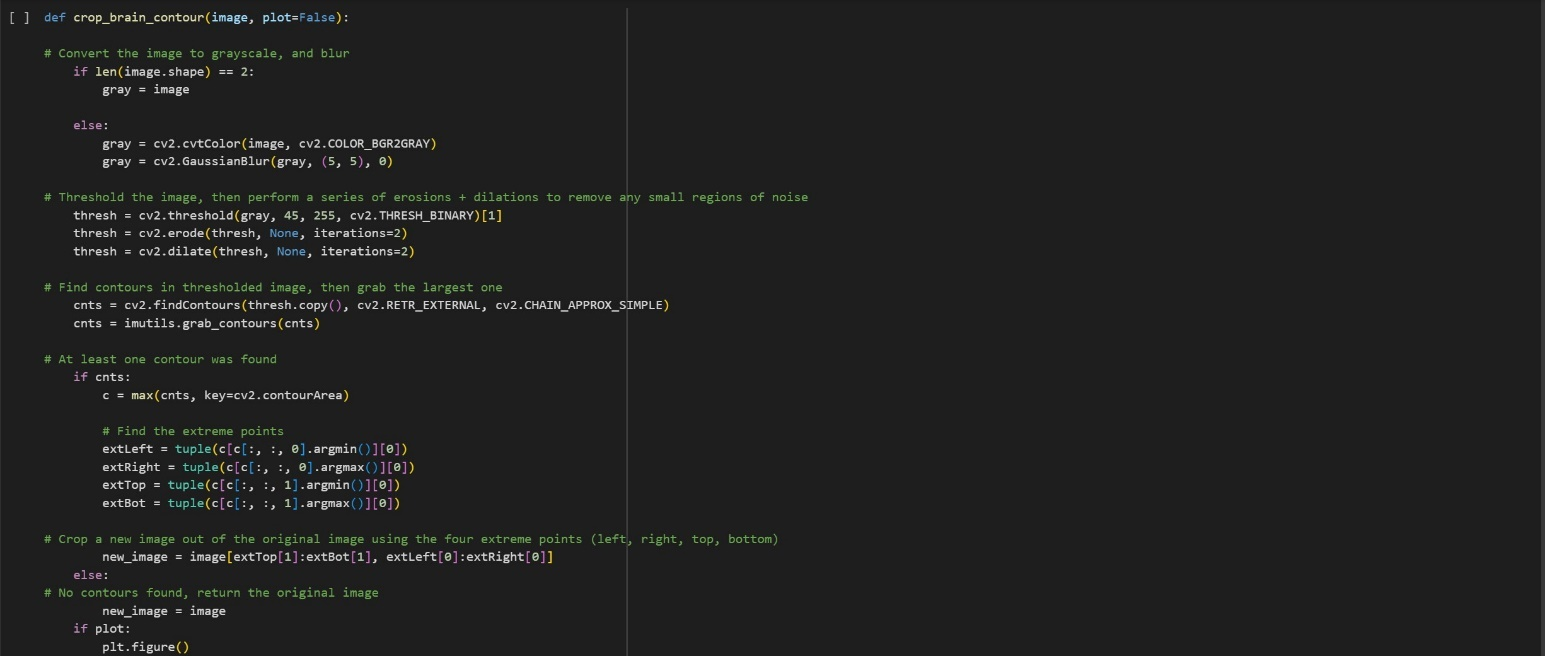 [ ] def crop_brain_contour(image, plot=False):
# Convert the image to grayscale, and blur
if len(image.shape) == 2:
gray = image
else:
gray = cv2.cvtColor(image, cv2.COLOR_BGR2GRAY)
gray = cv2.GaussianBlur(gray, (5, 5), 0)
# Threshold the image, then perform a series of erosions + dilations to remove any small regions of noise
thresh = cv2.threshold(gray, 45, 255, cv2.THRESH_BINARY)[1]
thresh = cv2.erode(thresh, None, iterations=2)
thresh = cv2.dilate(thresh, None, iterations=2)
# Find contours in thresholded image, then grab the largest one
cnts = cv2.findContours(thresh.copy(), cv2.RETR_EXTERNAL, cv2.CHAIN_APPROX_SIMPLE)
cnts = imutils.grab_contours(cnts)
# At least one contour was found
if cnts:
c = max(cnts, key=cv2.contourArea)
# Find the extreme points
extLeft = tuple(c[c[:, :, 0].argmin()][0])
extRight = tuple(c[c[:, :, 0].argmax()][0])
extTop = tuple(c[c[:, :, 1].argmin()][0])
extBot = tuple(c[c[:, :, 1].argmax()][0])
# Crop a new image out of the original image using the four extreme points (left, right, top, bottom)
new_image = image[extTop[1]:extBot[1], extLeft[0]:extRight[0]]
else:
# No contours found, return the original image
new_image = image
if plot:
plt.figure()